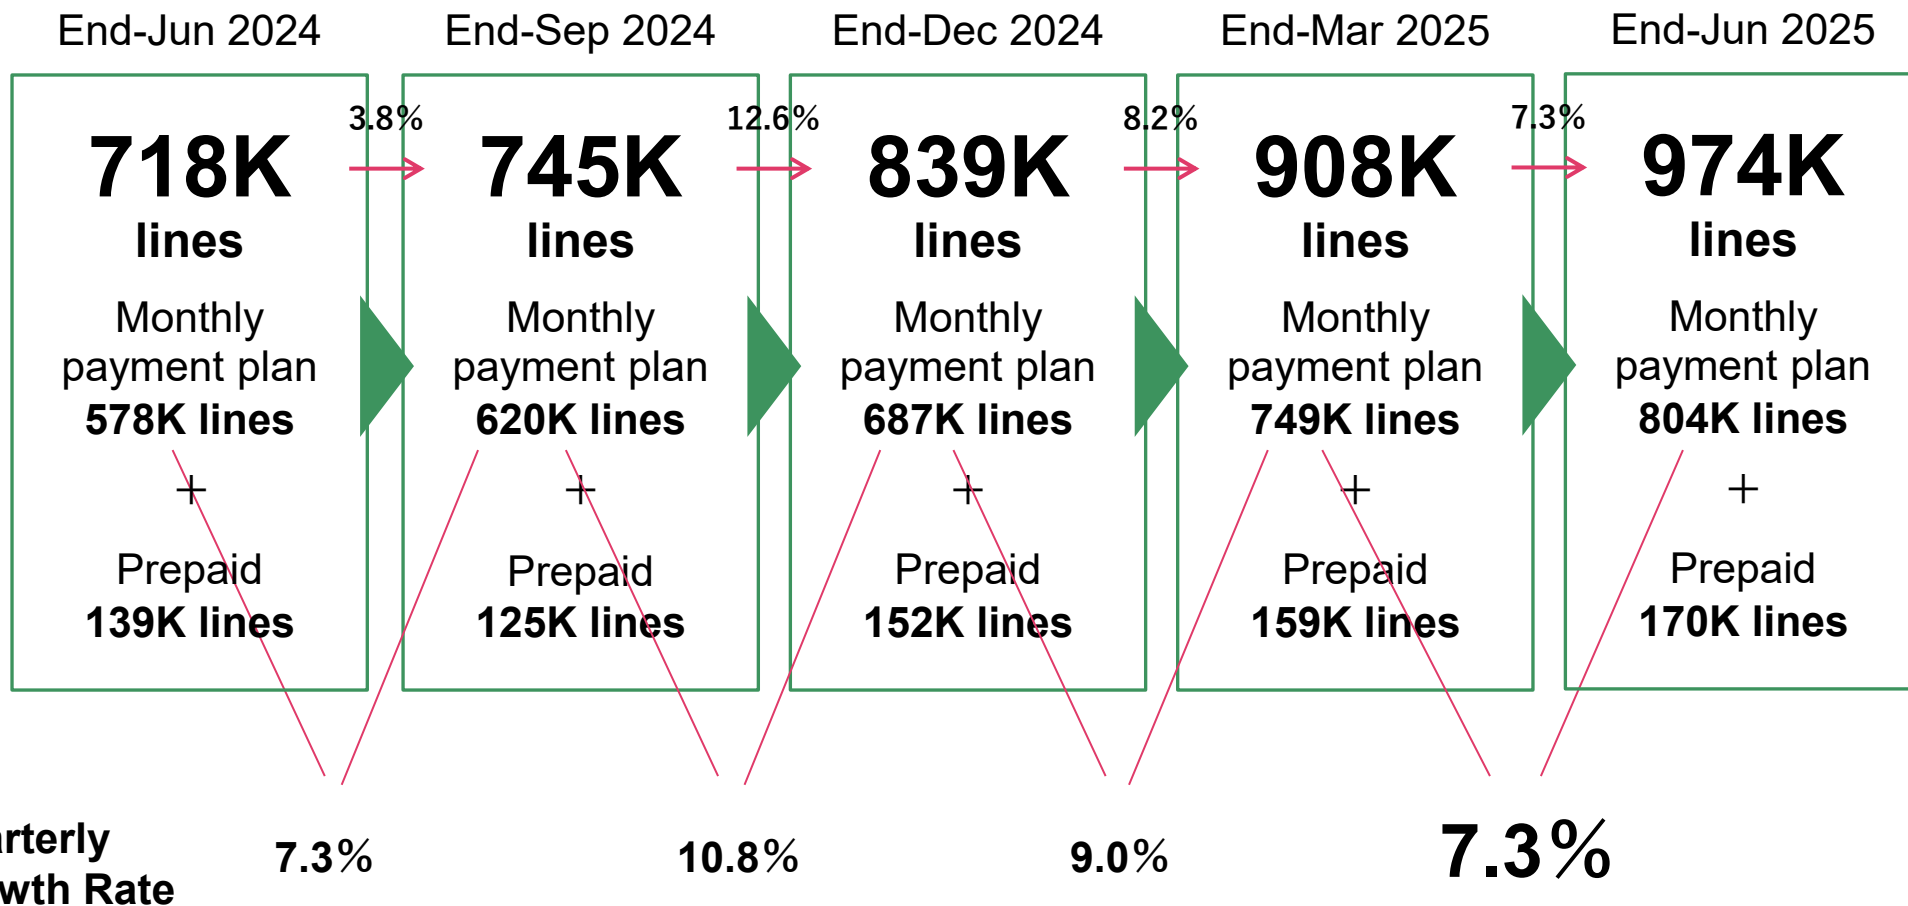 End-Jun 2024
End-Sep 2024
End-Dec 2024
End-Mar 2025
End-Jun 2025
718K
lines
Monthly
payment plan
578K lines
+
Prepaid
139K lines
3.8%
745K
lines
Monthly
payment plan
620K lines
+
Prepaid
125K lines
12.6%
839K
lines
Monthly
payment plan
687K lines
+
Prepaid
152K lines
8.2%
908K
lines
Monthly
payment plan
749K lines
+
Prepaid
159K lines
7.3%
974K
lines
Monthly
payment plan
804K lines
+
Prepaid
170K lines
arterly
wth Rate
7.3%
10.8%
9.0%
7.3%